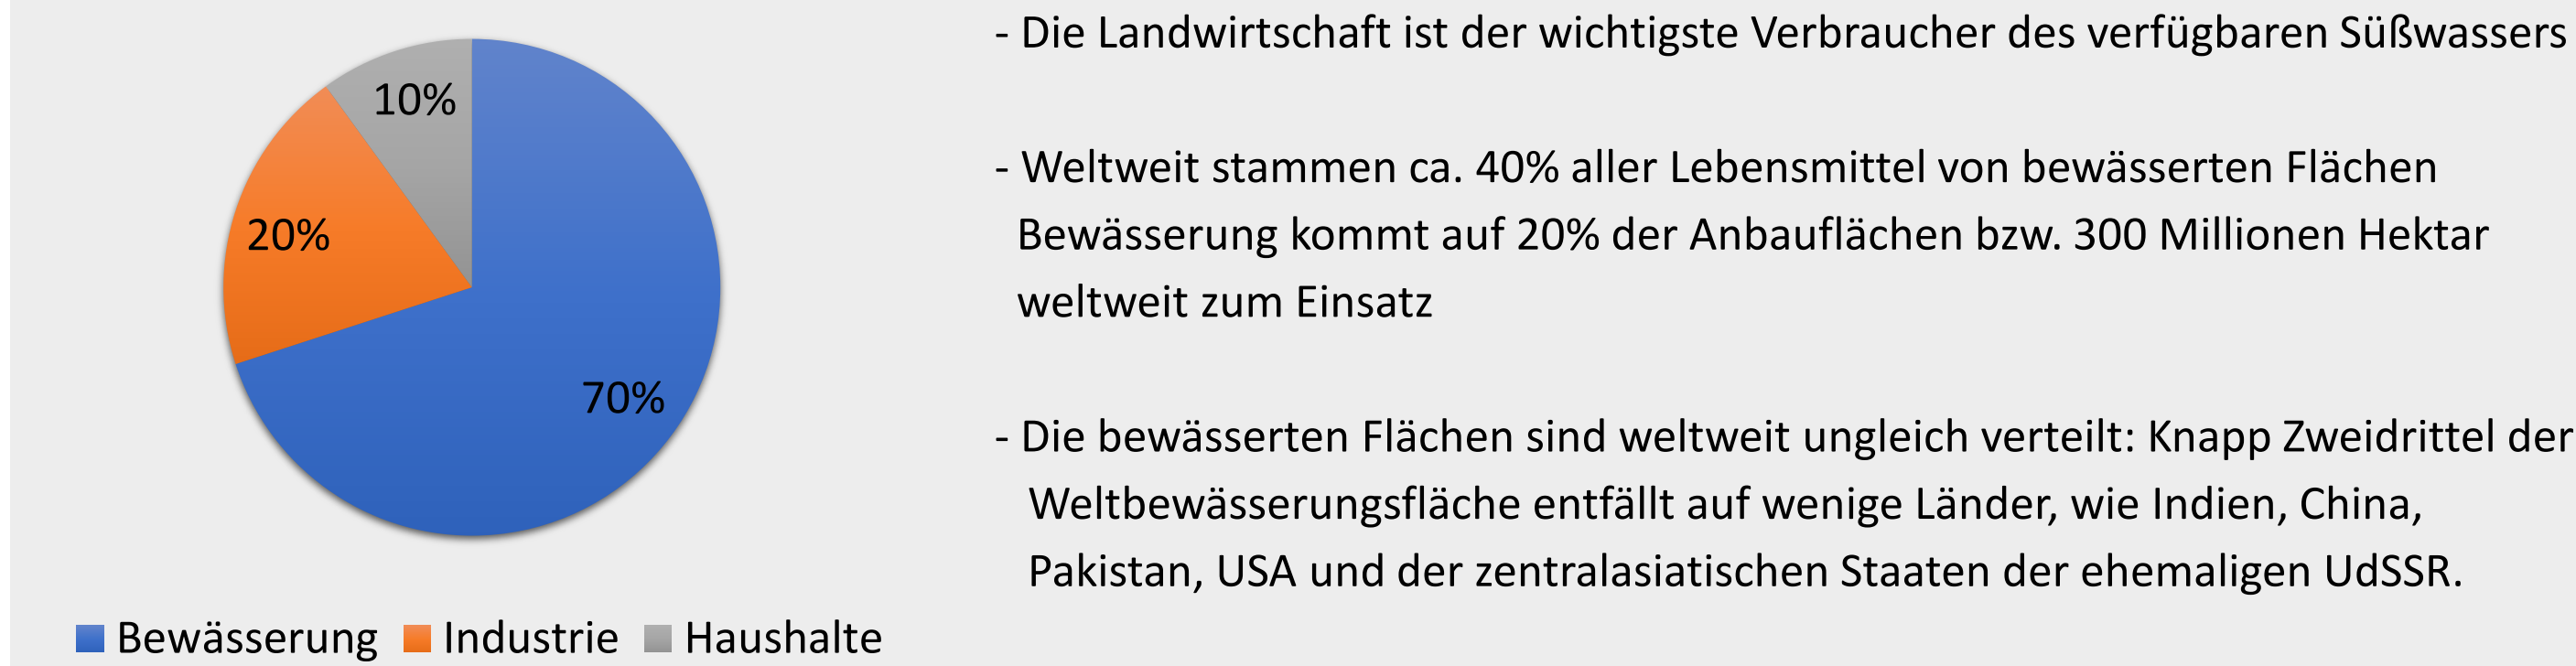 10%
20%
70%
Bewässerung Industrie Haushalte
- Die Landwirtschaft ist der wichtigste Verbraucher des verfügbaren Süßwassers
- Weltweit stammen ca. 40% aller Lebensmittel von bewässerten Flächen
Bewässerung kommt auf 20% der Anbauflächen bzw. 300 Millionen Hektar
weltweit zum Einsatz
- Die bewässerten Flächen sind weltweit ungleich verteilt: Knapp Zweidrittel der
Weltbewässerungsfläche entfällt auf wenige Länder, wie Indien, China,
Pakistan, USA und der zentralasiatischen Staaten der ehemaligen UdSSR.